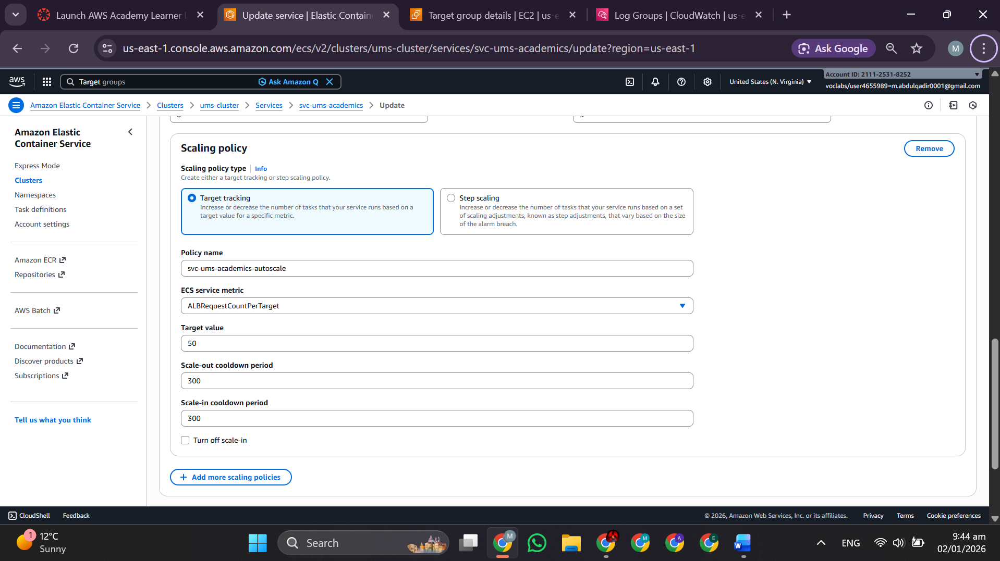 Launch AWS Academy Learner L
Update service | Elastic Contain
Target group details | EC2 | us-e
Log Groups | CloudWatch | us-e
us-east-1.console.aws.amazon.com/ecs/v2/clusters/ums-cluster/services/svc-ums-academics/update?region=us-east-1
Ask Google
M
aws
Target groups
Ask Amazon Q
United States (N. Virginia)
Account ID: 2111-2531-8252
voclabs/user4655989=m.abdulqadir0001@gmail.com
Amazon Elastic Container Service
Clusters
ums-cluster
Services
svc-ums-academics
Update
Amazon Elastic
Container Service
Express Mode
Clusters
Namespaces
Task definitions
Account settings
Amazon ECR
Repositories
AWS Batch
Documentation
Discover products
Subscriptions
Tell us what you think
Scaling policy
Remove
Scaling policy type
Info
Create either a target tracking or step scaling policy.
Target tracking
Increase or decrease the number of tasks that your service runs based on a
target value for a specific metric.
Step scaling
Increase or decrease the number of tasks that your service runs based on a set
of scaling adjustments, known as step adjustments, that vary based on the size
of the alarm breach.
Policy name
svc-ums-academics-autoscale
ECS service metric
ALBRequestCountPerTarget
Target value
50
Scale-out cooldown period
300
Scale-in cooldown period
300
Turn off scale-in
Add more scaling policies
CloudShell
Feedback
© 2026, Amazon Web Services, Inc. or its affiliates.
Privacy
Terms
Cookie preferences
1
12°C
Sunny
Search
M
M
A
E
W
ENG
9:44 am
02/01/2026